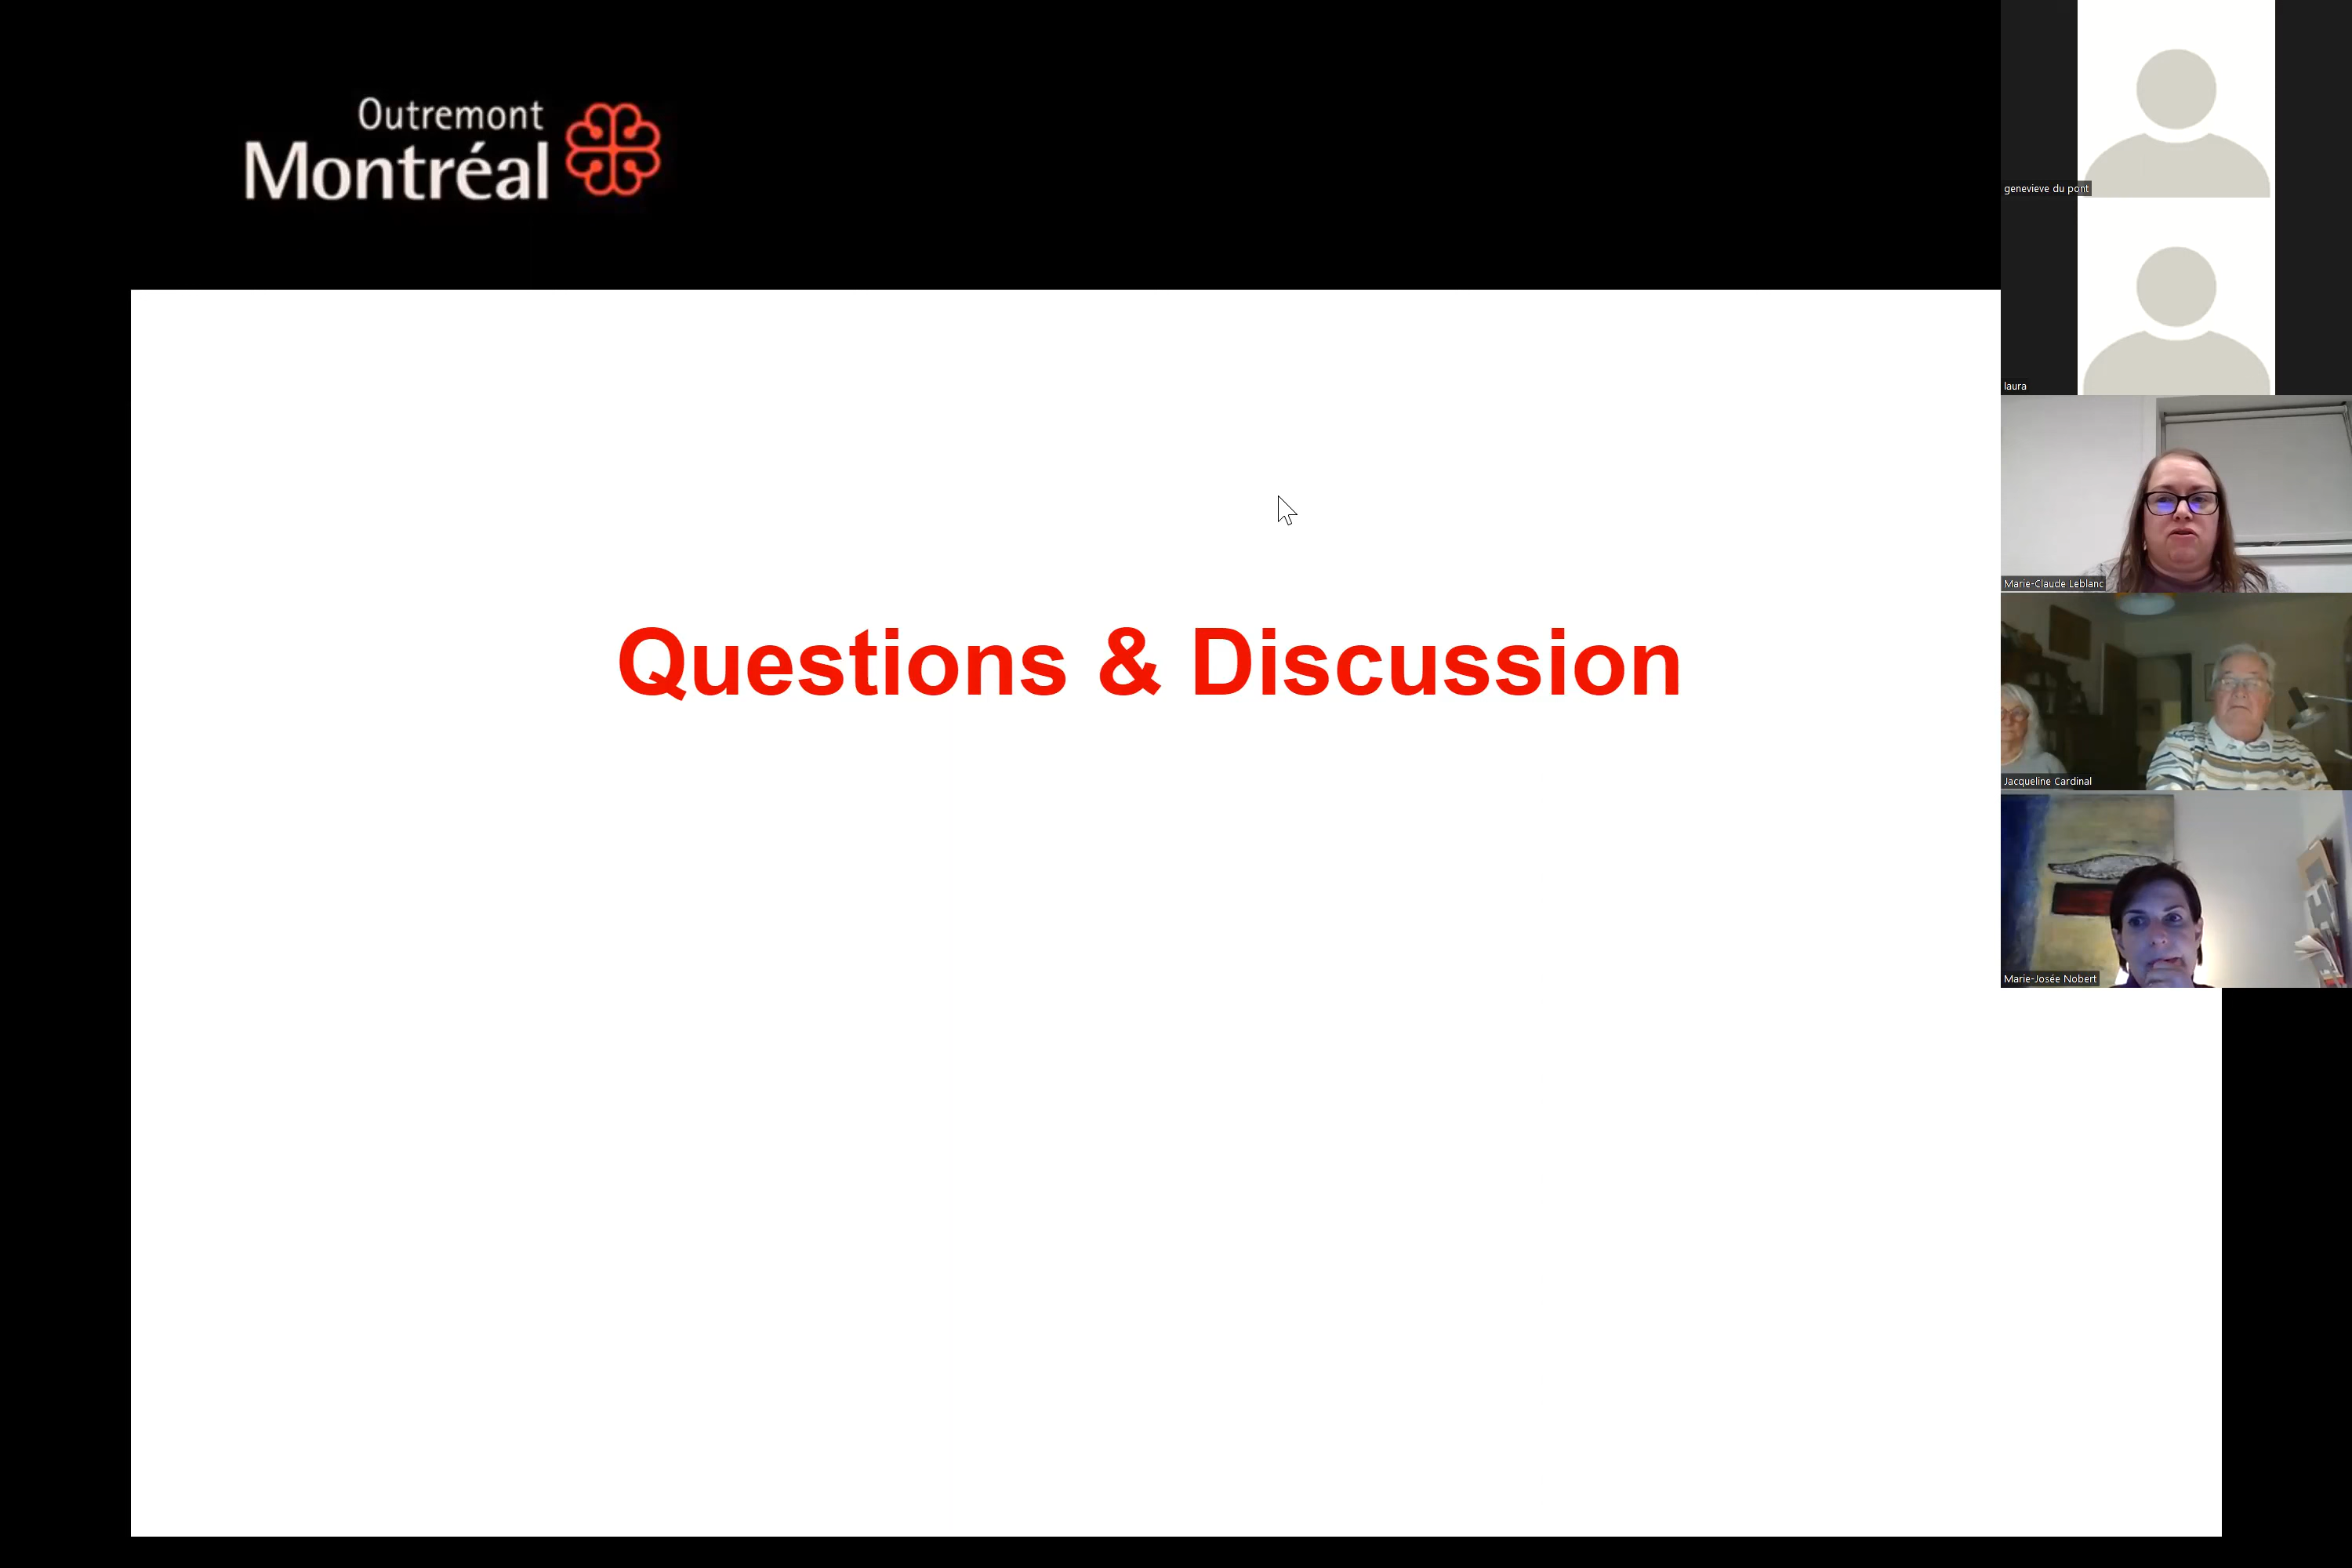 Outremont
Montréal
Questions & Discussion
genevieve du pont
laura
Marie-Claude Leblanc
Jacqueline Cardinal
Marie-Josée Nobert